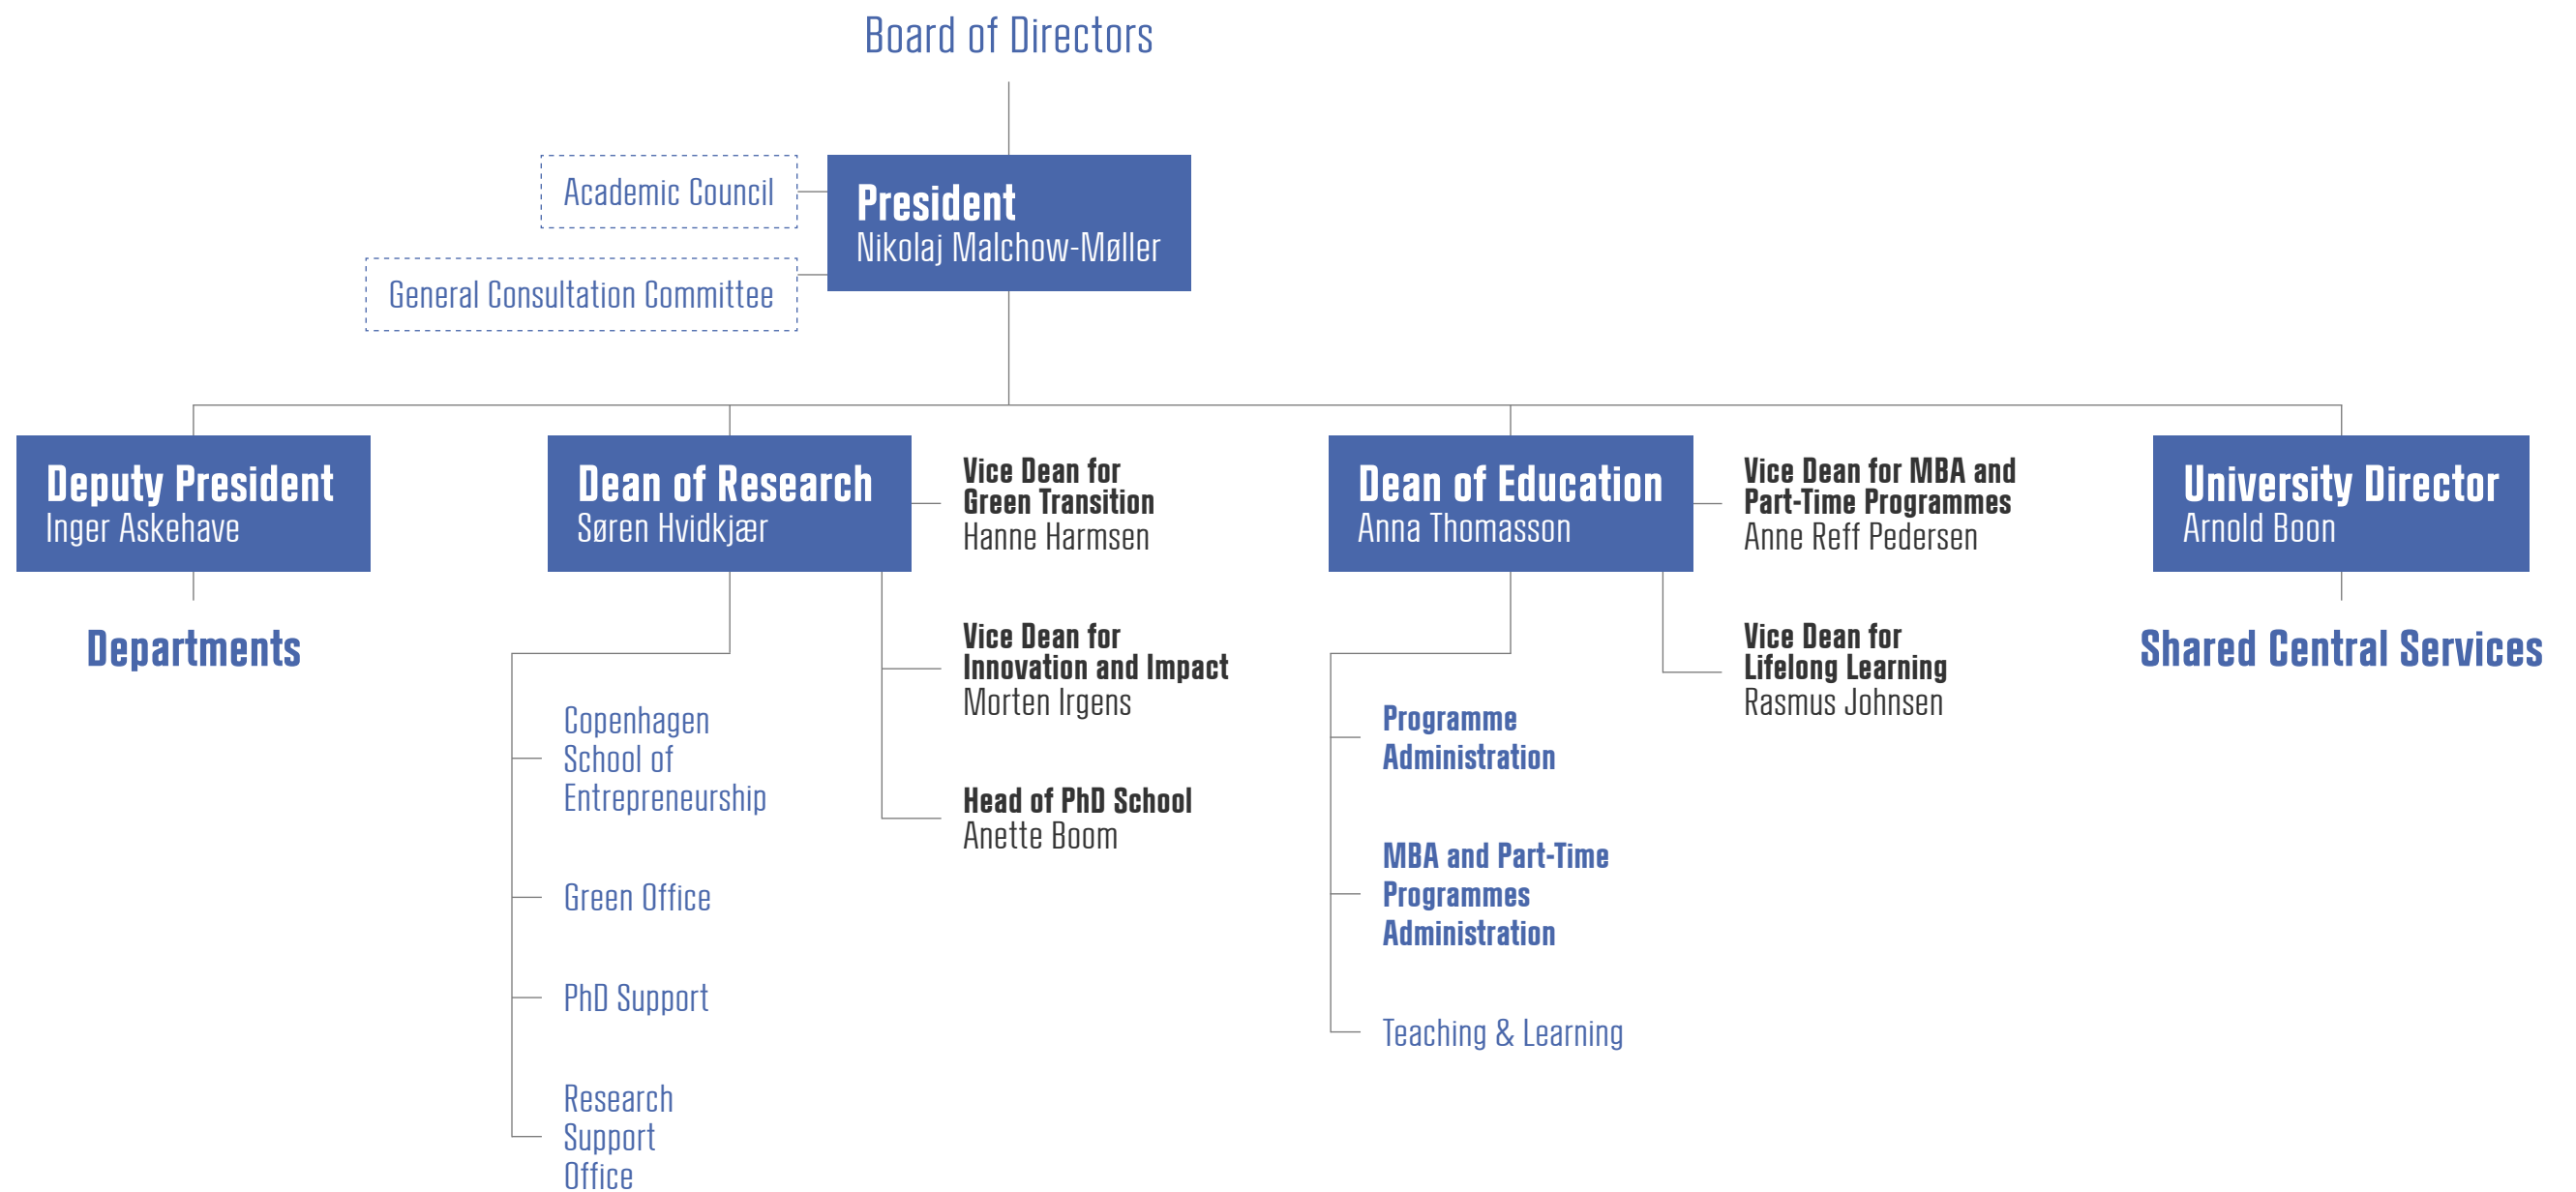 Board of Directors
Academic Council
President
Nikolaj Malchow-Møller
General Consultation Committee
Deputy President
Inger Askehave
Departments
Dean of Research
Søren Hvidkjær
Vice Dean for
Green Transition
Hanne Harmsen
Vice Dean for
Innovation and Impact
Morten Irgens
Head of PhD School
Anette Boom
Copenhagen
School of
Entrepreneurship
Green Office
PhD Support
Research
Support
Office
Dean of Education
Anna Thomasson
Vice Dean for MBA and
Part-Time Programmes
Anne Reff Pedersen
Vice Dean for
Lifelong Learning
Rasmus Johnsen
Programme
Administration
MBA and Part-Time
Programmes
Administration
Teaching & Learning
University Director
Arnold Boon
Shared Central Services